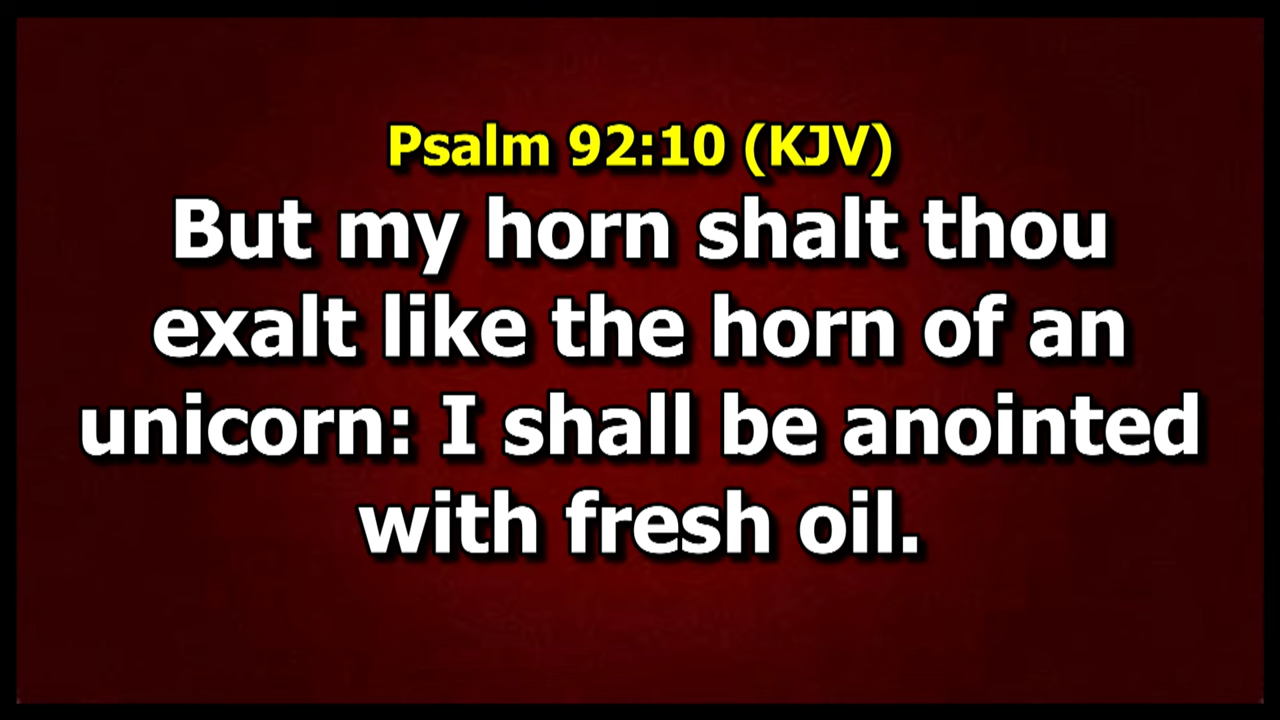 Psalm 92:10 (KJV)
But my horn shalt thou
exalt like the horn of an
unicorn: I shall be anointed
with fresh oil.